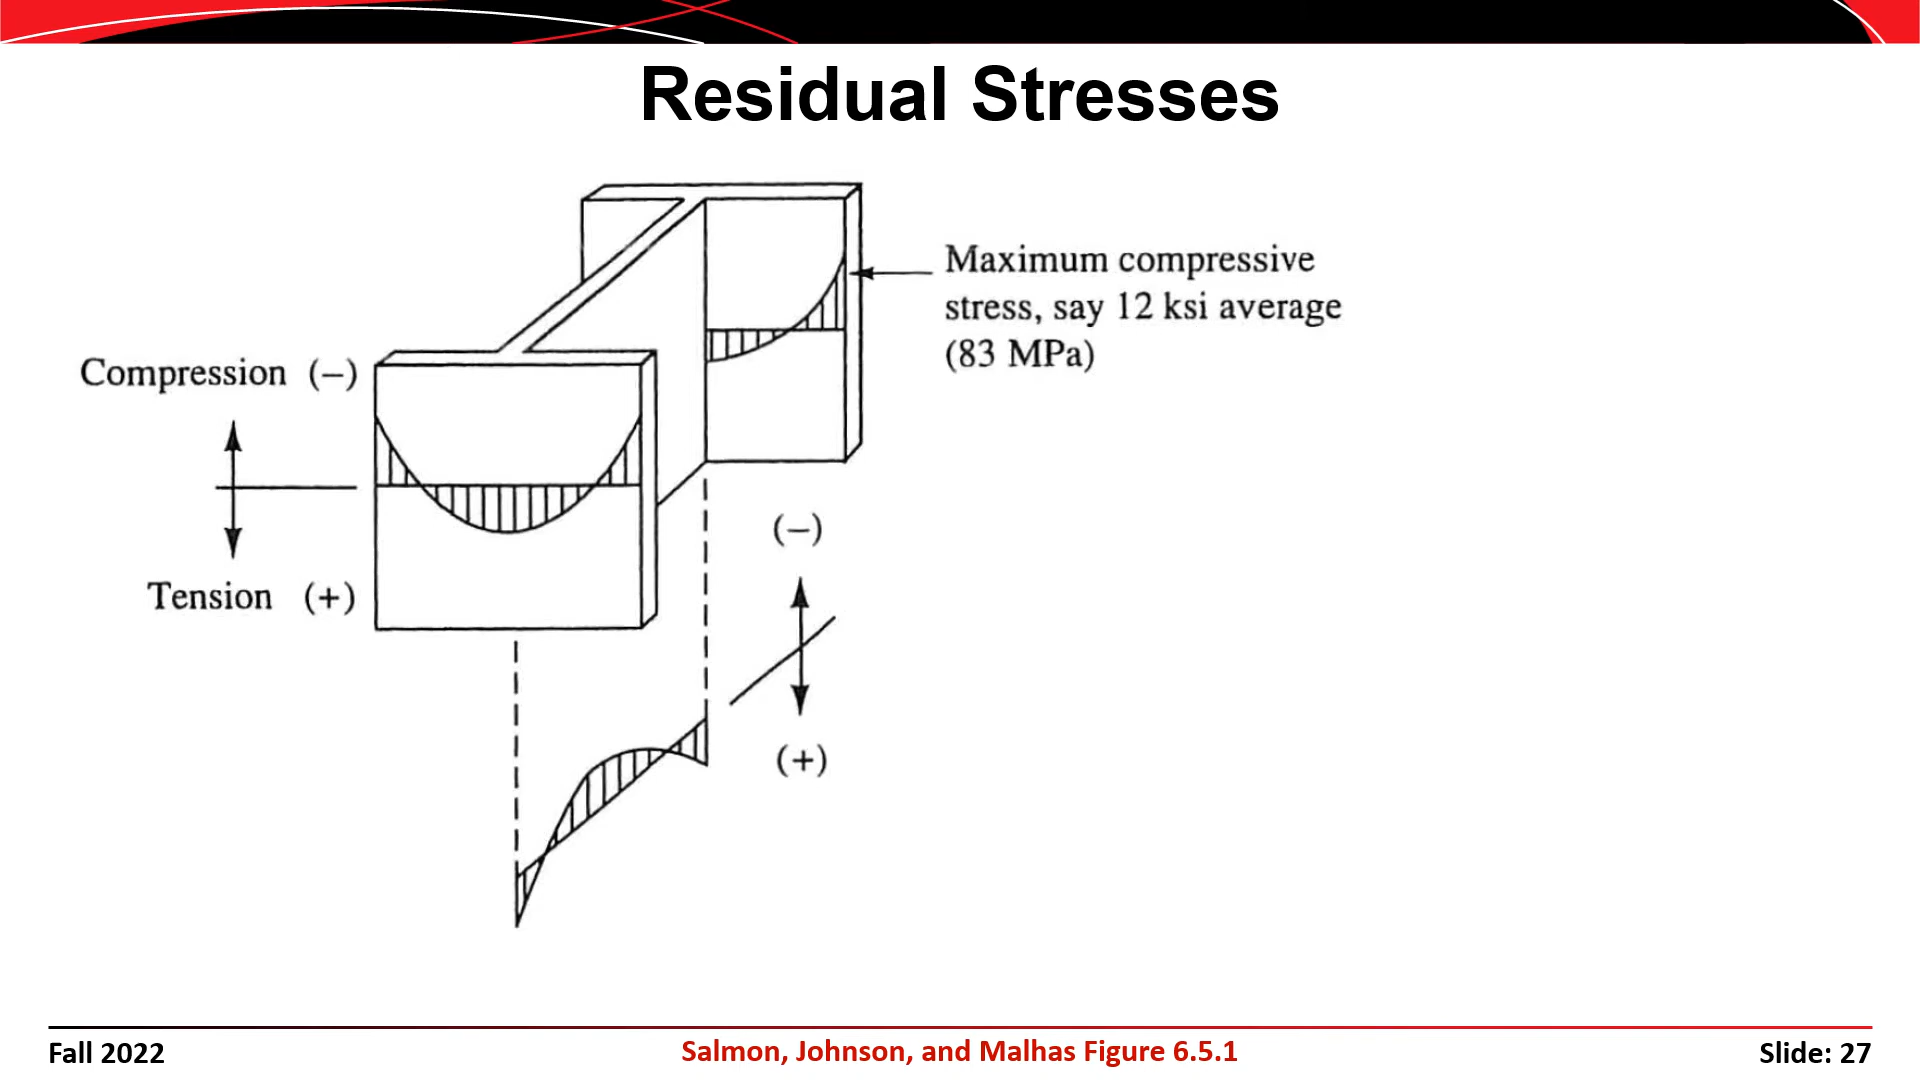 Residual Stresses
Maximum compressive
stress, say 12 ksi average
(83 MPa)
Compression (−)
Tension (+)
(−)
(+)
Fall 2022
Salmon, Johnson, and Malhas Figure 6.5.1
Slide: 27